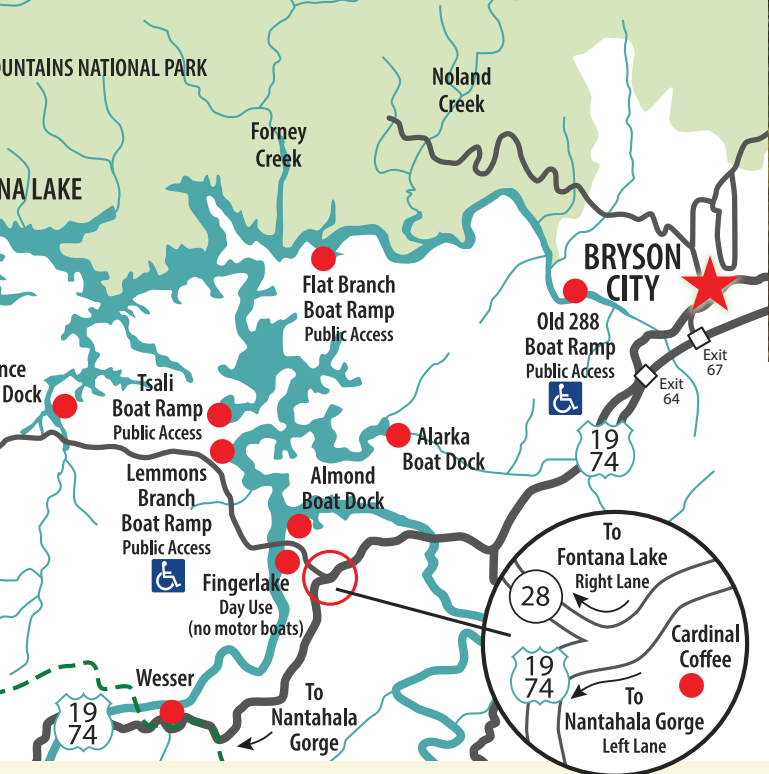 Noland
Creek
Forney
Creek
NATIONAL PARK
LAKE
BRYSON
CITY
Flat Branch
Boat Ramp
Public Access
Old 288
Boat Ramp
Public Access
Exit
67
Exit
64
Dock
Tsali
Boat Ramp
Public Access
Alarka
Boat Dock
19
74
Lemmons
Branch
Boat Ramp
Public Access
Almond
Boat Dock
Fingerlake
Day Use
(no motor boats)
To
Fontana Lake
Right Lane
28
Cardinal
Coffee
19
74
To
Nantahala Gorge
Left Lane
Wesser
19
74
To
Nantahala
Gorge